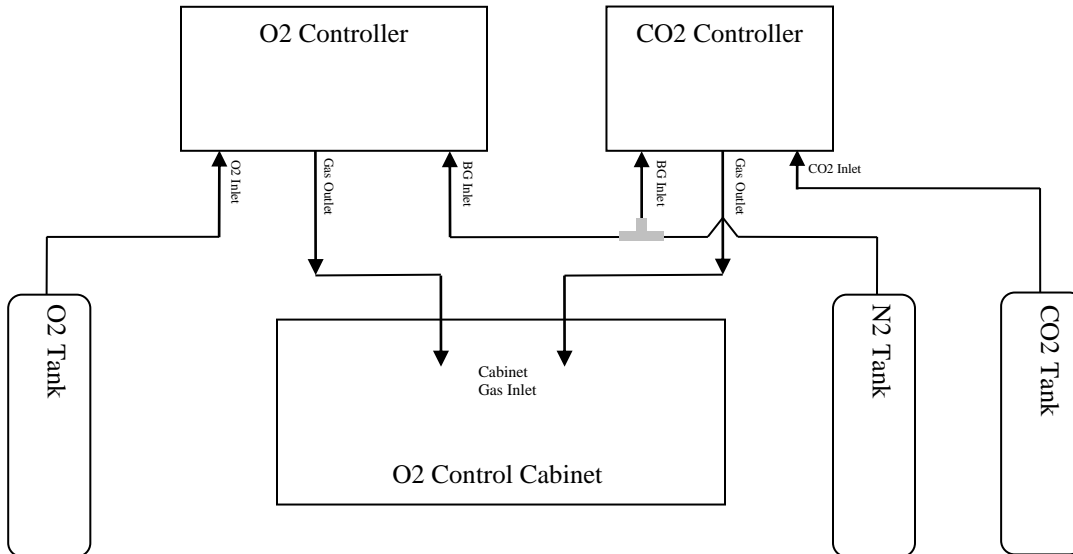 O2 Controller
CO2 Controller
O2 Inlet
Gas Outlet
BG Inlet
BG Inlet
Gas Outlet
CO2 Inlet
O2 Tank
Cabinet
Gas Inlet
O2 Control Cabinet
N2 Tank
CO2 Tank